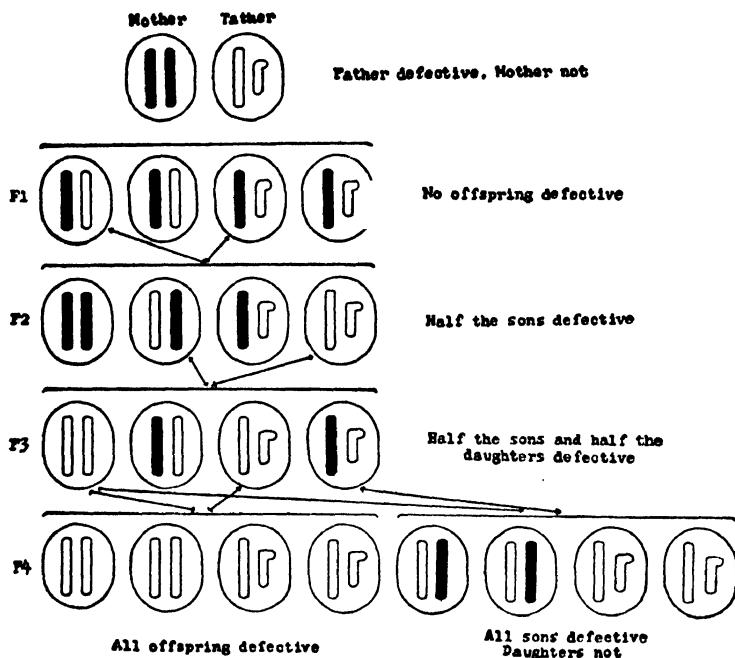 Mother Tather
Father defective, Mother not
F1
No offspring defective
F2
Half the sons defective
F3
Half the sons and half the
daughters defective
F4
All offspring defective
All sons defective
Daughters not